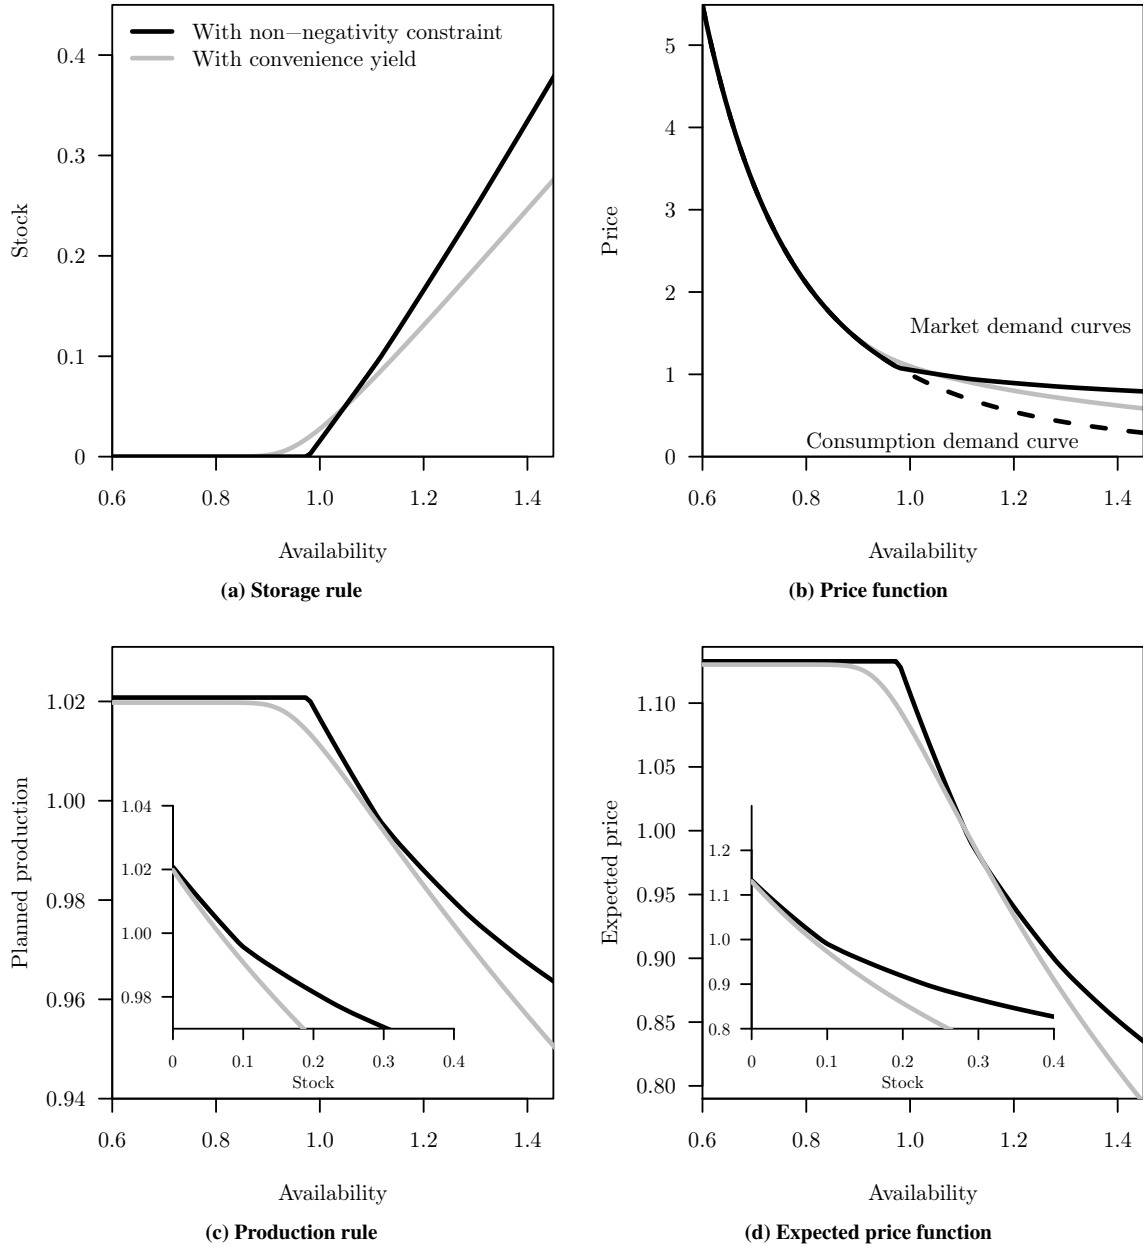 With non−negativity constraint
With convenience yield
0.4
0.3
0.2
0.1
0
Stock
0.6 0.8 1.0 1.2 1.4
Availability
(a) Storage rule
5
4
3
2
1
0
Price
Market demand curves
Consumption demand curve
0.6 0.8 1.0 1.2 1.4
Availability
(b) Price function
1.02
1.00
0.98
0.96
0.94
Planned production
1.04
1.02
1.00
0.98
0 0.1 0.2 0.3 0.4
Stock
0.6 0.8 1.0 1.2 1.4
Availability
(c) Production rule
1.10
1.05
1.00
0.95
0.90
0.85
0.80
Expected price
1.2
1.1
1.0
0.9
0.8
0 0.1 0.2 0.3 0.4
Stock
0.6 0.8 1.0 1.2 1.4
Availability
(d) Expected price function